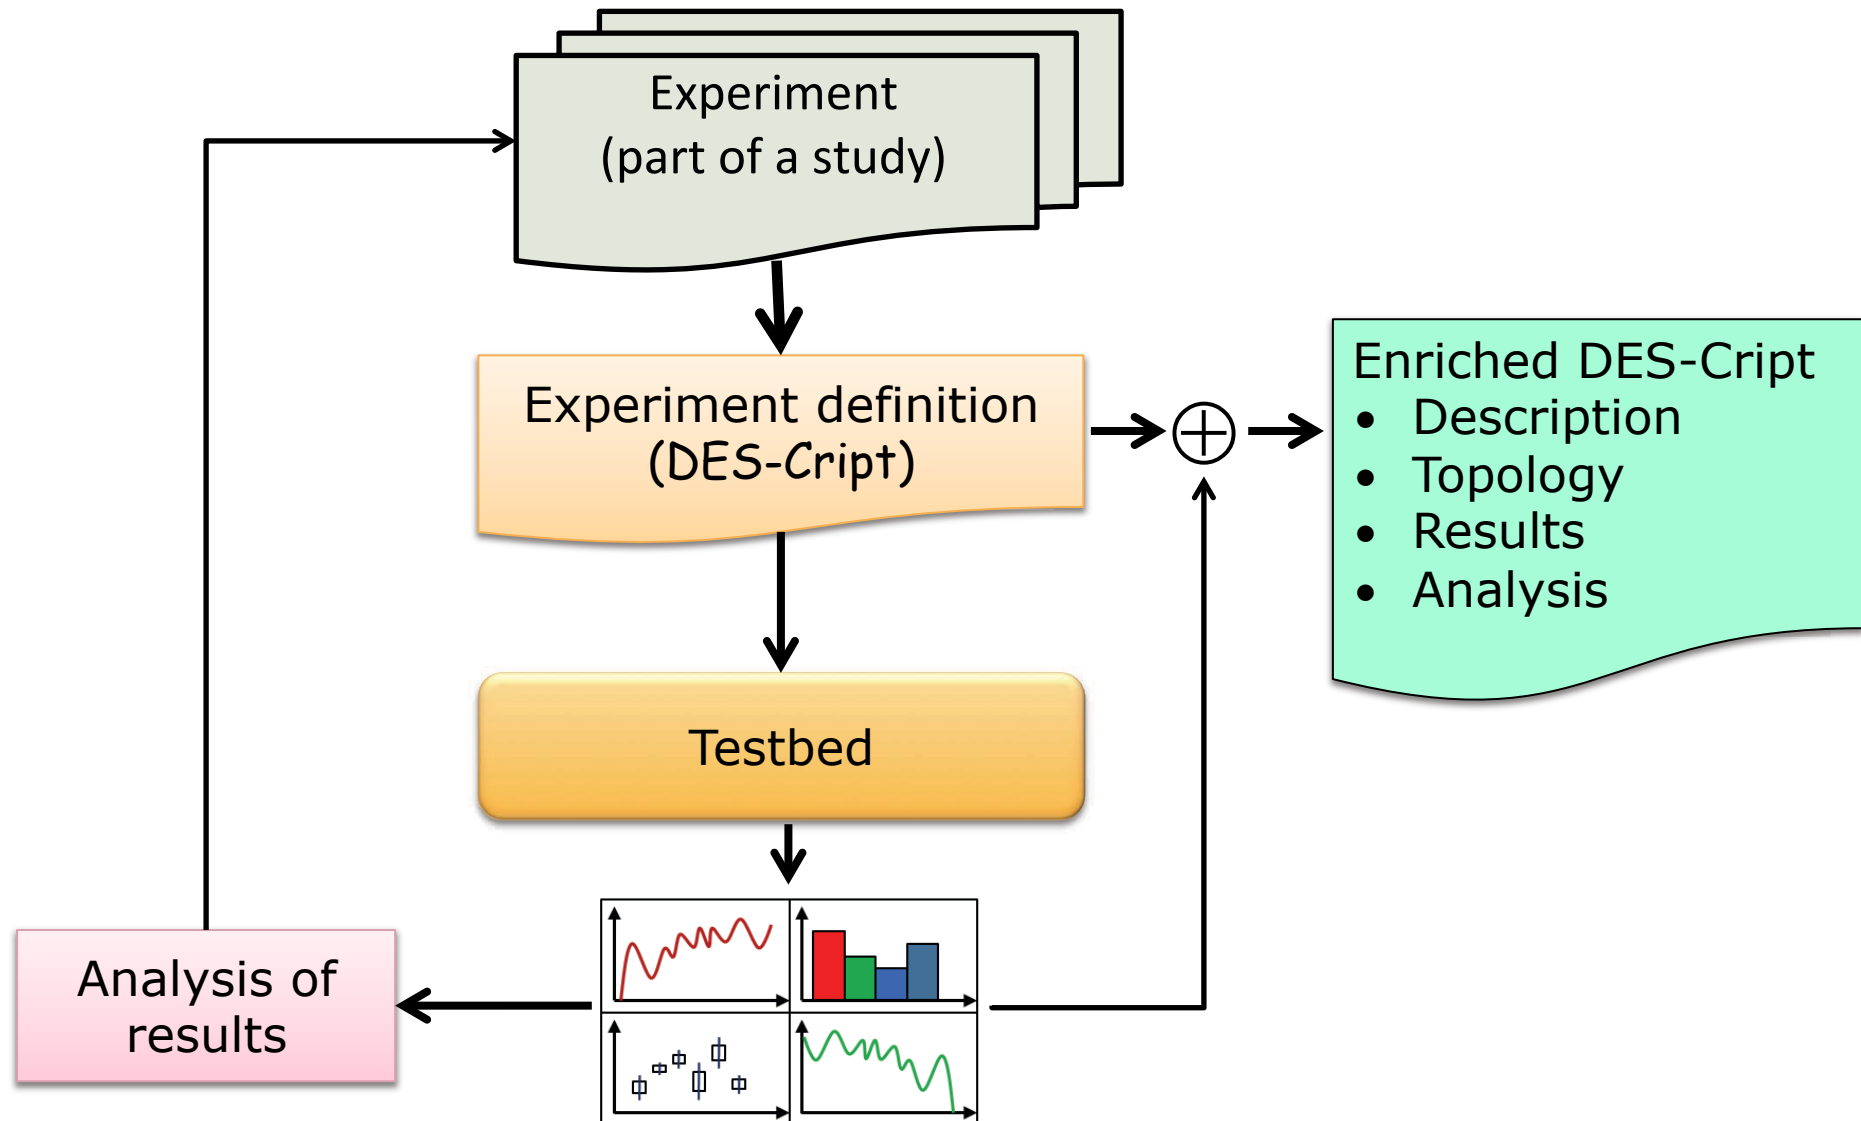 Experiment
(part of a study)
Experiment definition
(DES-Cript)
Enriched DES-Cript
• Description
• Topology
• Results
• Analysis
Testbed
Analysis of
results